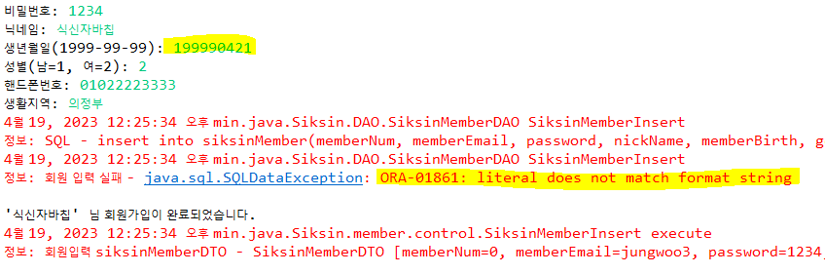 비밀번호: 1234
닉네임: 식신자바칩
생년월일(1999-99-99): 199990421
성별(남=1, 여=2): 2
핸드폰번호: 01022223333
생활지역: 의정부
4월 19, 2023 12:25:34 오후 min.java.Siksin.DAO.SiksinMemberDAO SiksinMemberInsert
정보: SQL - insert into siksinMember(memberNum, memberEmail, password, nickName, memberBirth, g
4월 19, 2023 12:25:34 오후 min.java.Siksin.DAO.SiksinMemberDAO SiksinMemberInsert
정보: 회원 입력 실패 - java.sql.SQLDataException: ORA-01861: literal does not match format string
'식신자바칩' 님 회원가입이 완료되었습니다.
4월 19, 2023 12:25:34 오후 min.java.Siksin.member.control.SiksinMemberInsert execute
정보: 회원입력 siksinMemberDTO - SiksinMemberDTO [memberNum=0, memberEmail=jungwoo3, password=1234,